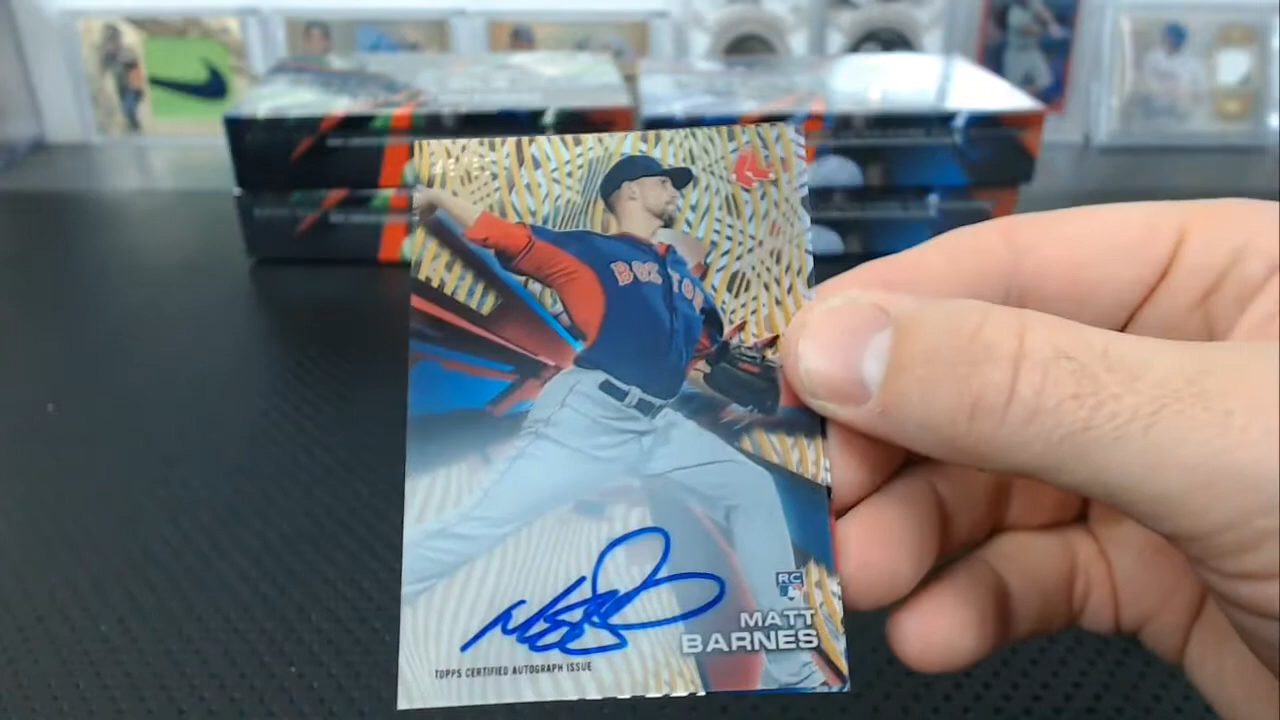 BOSTON
RC
MATT
BARNES
TOPPS CERTIFIED AUTOGRAPH ISSUE